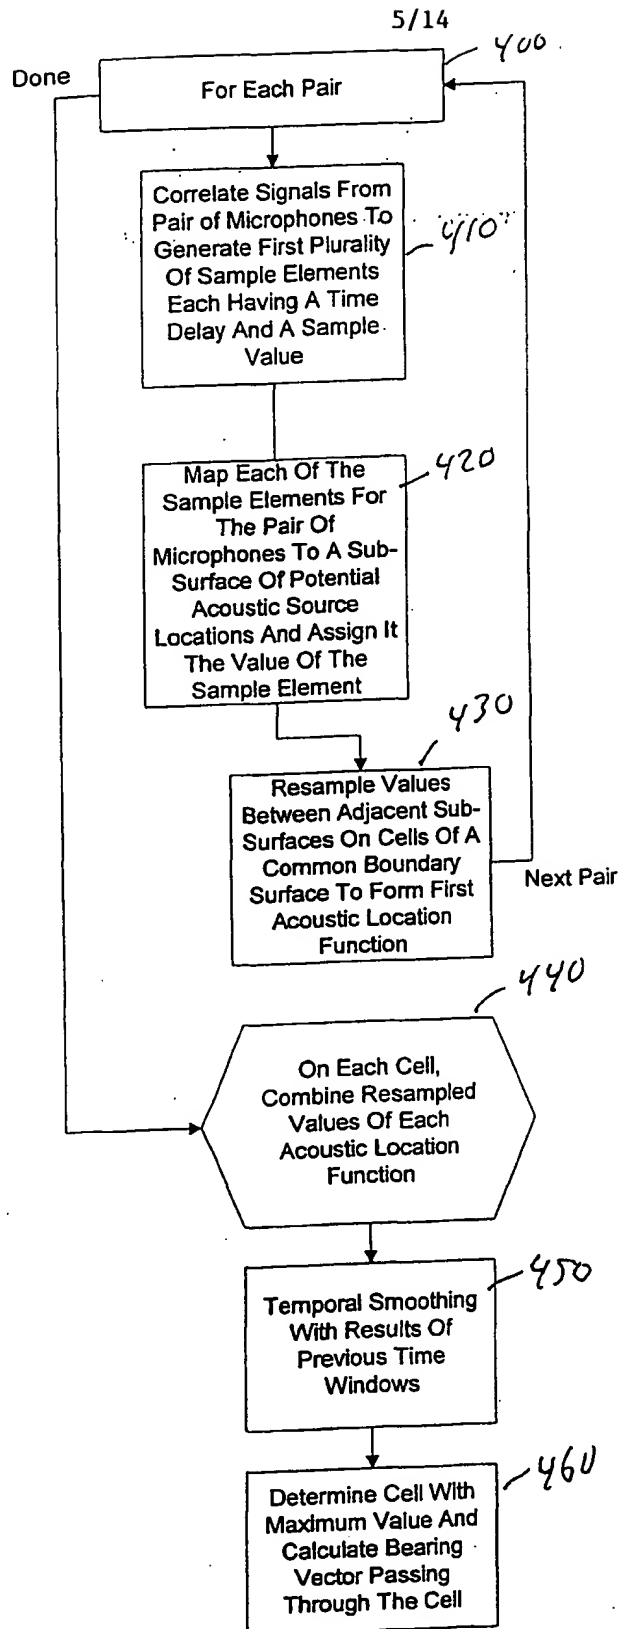 5/14
400
Done
For Each Pair
Correlate Signals From
Pair of Microphones To
Generate First Plurality
Of Sample Elements
Each Having A Time
Delay And A Sample
Value
410
Map Each Of The
Sample Elements For
The Pair Of
Microphones To A Sub-
Surface Of Potential
Acoustic Source
Locations And Assign It
The Value Of The
Sample Element
420
430
Resample Values
Between Adjacent Sub-
Surfaces On Cells Of A
Common Boundary
Surface To Form First
Acoustic Location
Function
Next Pair
440
On Each Cell,
Combine Resampled
Values Of Each
Acoustic Location
Function
450
Temporal Smoothing
With Results Of
Previous Time
Windows
460
Determine Cell With
Maximum Value And
Calculate Bearing
Vector Passing
Through The Cell